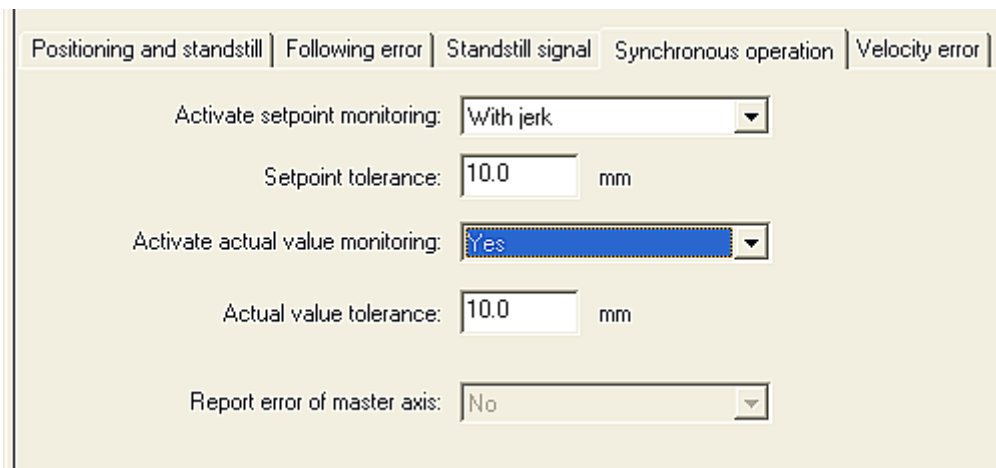 Positioning and standstill Following error Standstill signal Synchronous operation Velocity error
Activate setpoint monitoring: With jerk
Setpoint tolerance: 10.0 mm
Activate actual value monitoring: Yes
Actual value tolerance: 10.0 mm
Report error of master axis: No